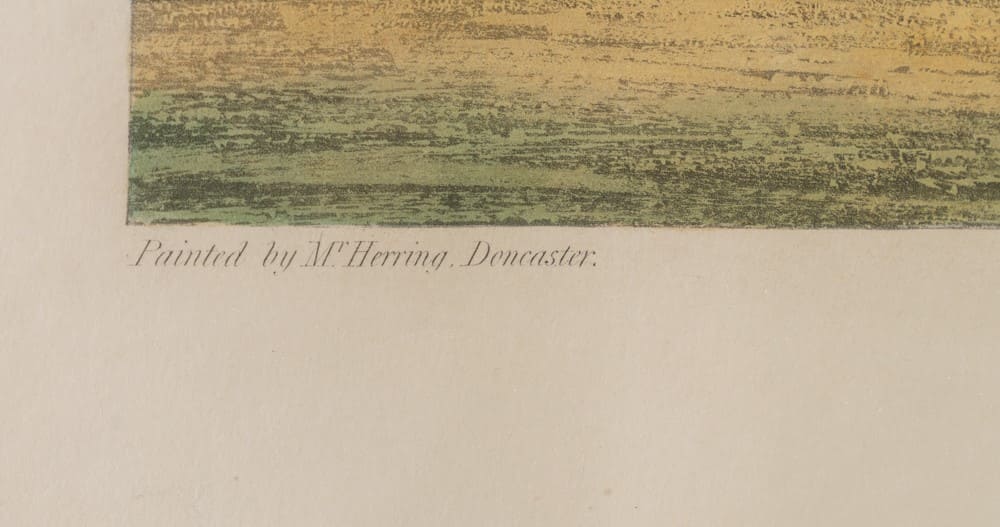 Painted by Mr Herring, Doncaster.